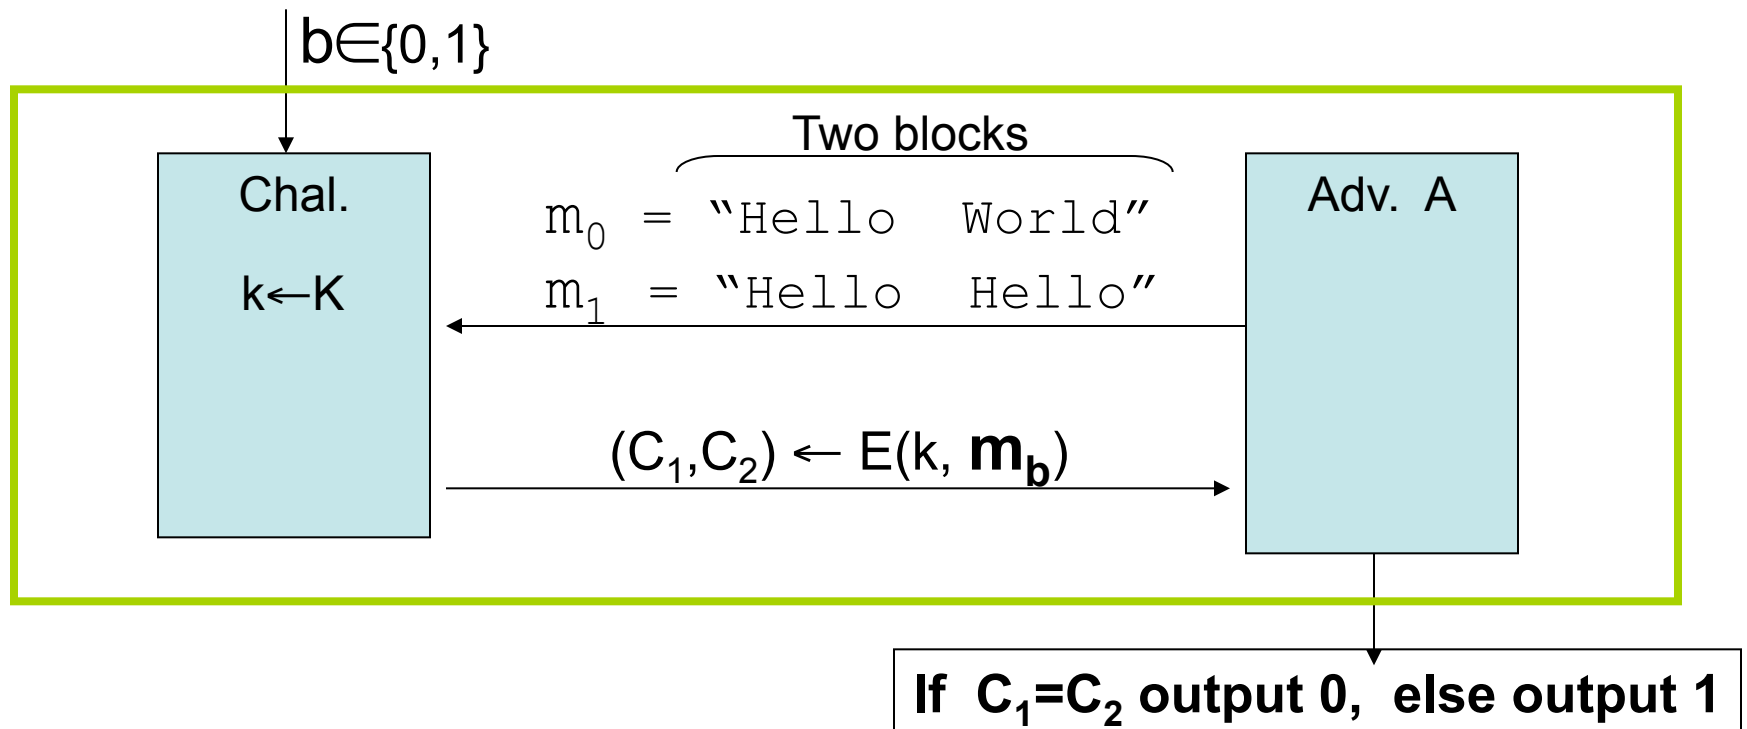 b∈{0,1}
Two blocks
Chal.
Adv. A
m₀ = “Hello World”
k←K
m₁ = “Hello Hello”
(C₁,C₂) ← E(k, m_b)
If C₁=C₂ output 0, else output 1